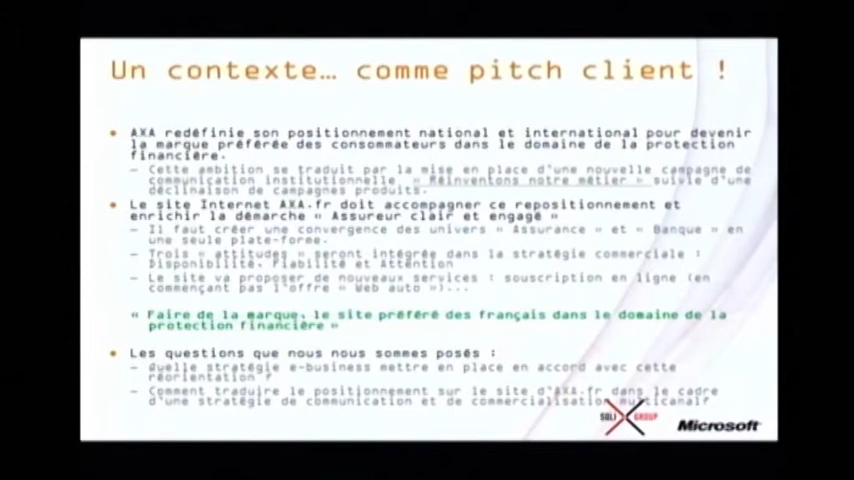 Un contexte… comme pitch client !
• AXA redéfinie son positionnement national et international pour devenir
la marque préférée des consommateurs dans le domaine de la protection
financière.
– Cette ambition se traduit par la mise en place d'une nouvelle campagne de
communication institutionnelle « Réinventons notre métier » suivie d'une
déclinaison de campagnes produits.
• Le site Internet AXA.fr doit accompagner ce repositionnement et
enrichir la démarche « Assureur clair et engagé »
– Il faut créer une convergence des univers « Assurance » et « Banque » en
une seule plate-forme.
– Trois « attitudes » seront intégrée dans la stratégie commerciale :
Disponibilité, Fiabilité et Attention
– Le site va proposer de nouveaux services : souscription en ligne (en
commençant pas l'offre « Web auto »)...
« Faire de la marque, le site préféré des français dans le domaine de la
protection financière »
• Les questions que nous nous sommes posés :
– Quelle stratégie e-business mettre en place en accord avec cette
réorientation ?
– Comment traduire le positionnement sur le site d'AXA.fr dans le cadre
d'une stratégie de communication et de commercialisation multicanal?
SQLI GROUP
Microsoft